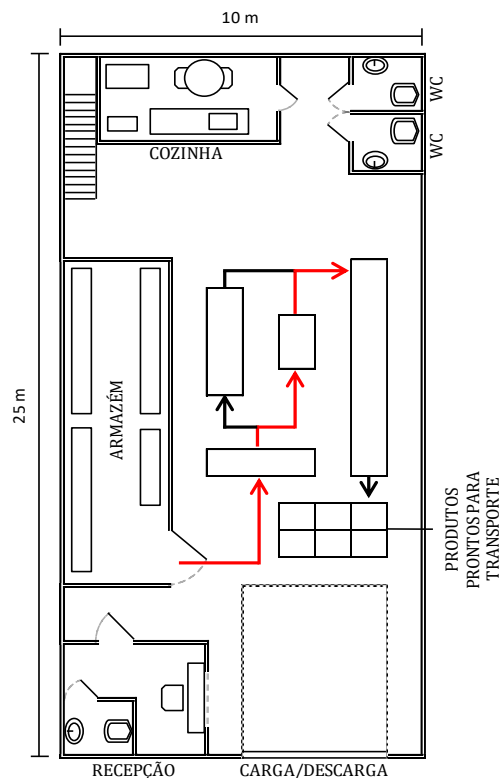 10 m
WC
WC
COZINHA
25 m
ARMAZÉM
PRODUTOS
PRONTOS PARA
TRANSPORTE
RECEPÇÃO
CARGA/DESCARGA